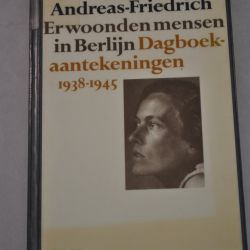 Andreas-Friedrich
Er woonden mensen
in Berlijn Dagboek-
aantekeningen
1938-1945